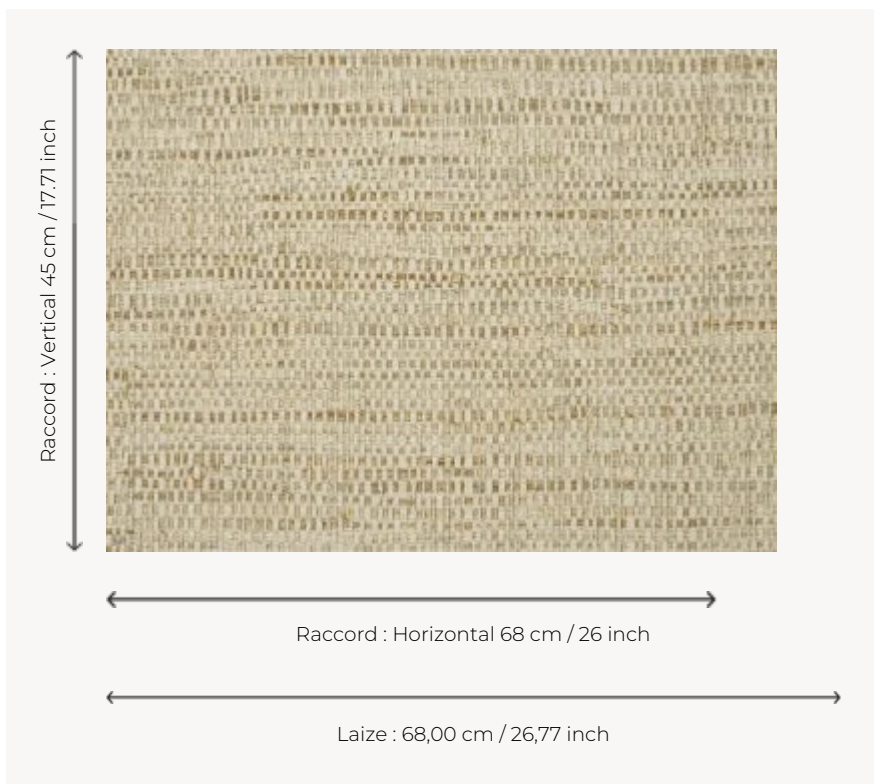 Raccord : Vertical 45 cm / 17.71 inch
Raccord : Horizontal 68 cm / 26 inch
Laize : 68,00 cm / 26,77 inch